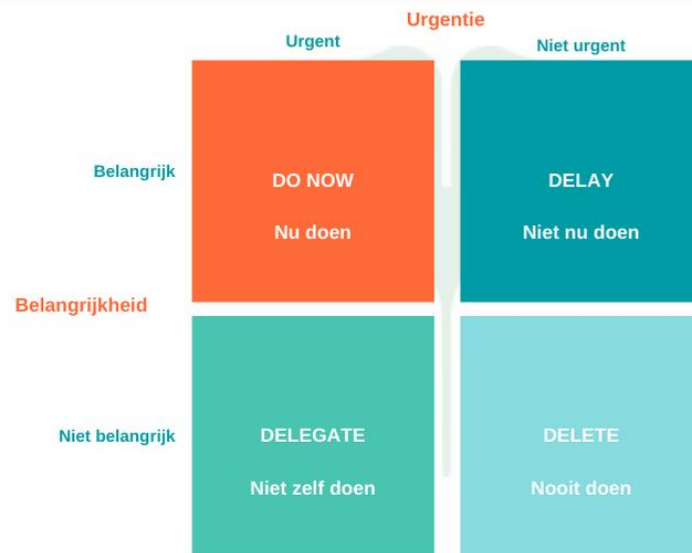 Urgentie
Urgent
Niet urgent
Belangrijk
DO NOW
DELAY
Nu doen
Niet nu doen
Belangrijkheid
Niet belangrijk
DELEGATE
DELETE
Niet zelf doen
Nooit doen